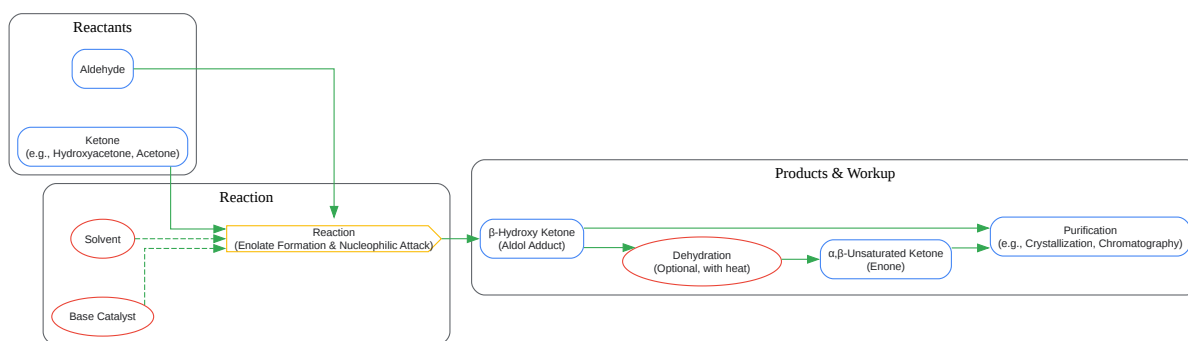 Reactants
Aldehyde
Ketone
(e.g., Hydroxyacetone, Acetone)
Reaction
Solvent
Base Catalyst
Reaction
(Enolate Formation & Nucleophilic Attack)
Products & Workup
β-Hydroxy Ketone
(Aldol Adduct)
Dehydration
(Optional, with heat)
α,β-Unsaturated Ketone
(Enone)
Purification
(e.g., Crystallization, Chromatography)